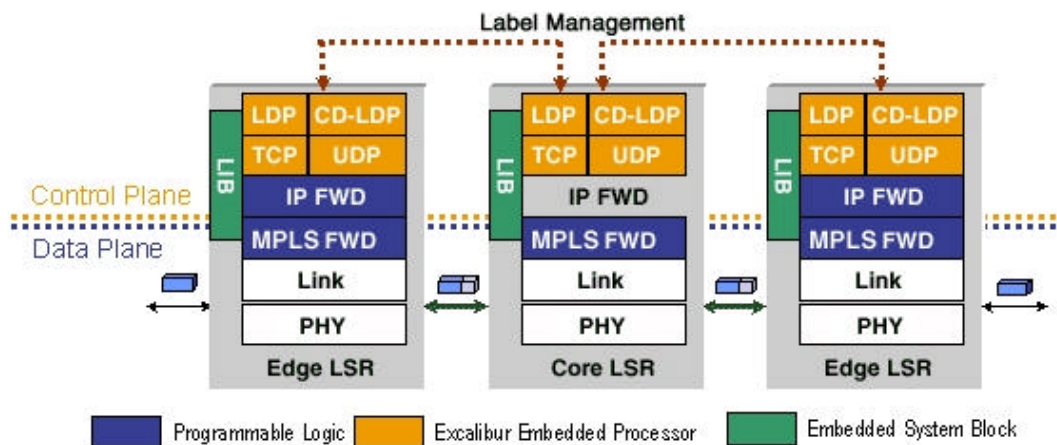 Label Management
LDP CD-LDP
TCP UDP
LIB
IP FWD
MPLS FWD
Link
PHY
Edge LSR
LDP CD-LDP
TCP UDP
LIB
IP FWD
MPLS FWD
Link
PHY
Core LSR
LDP CD-LDP
TCP UDP
LIB
IP FWD
MPLS FWD
Link
PHY
Edge LSR
Control Plane
Data Plane
Programmable Logic
Excalibur Embedded Processor
Embedded System Block